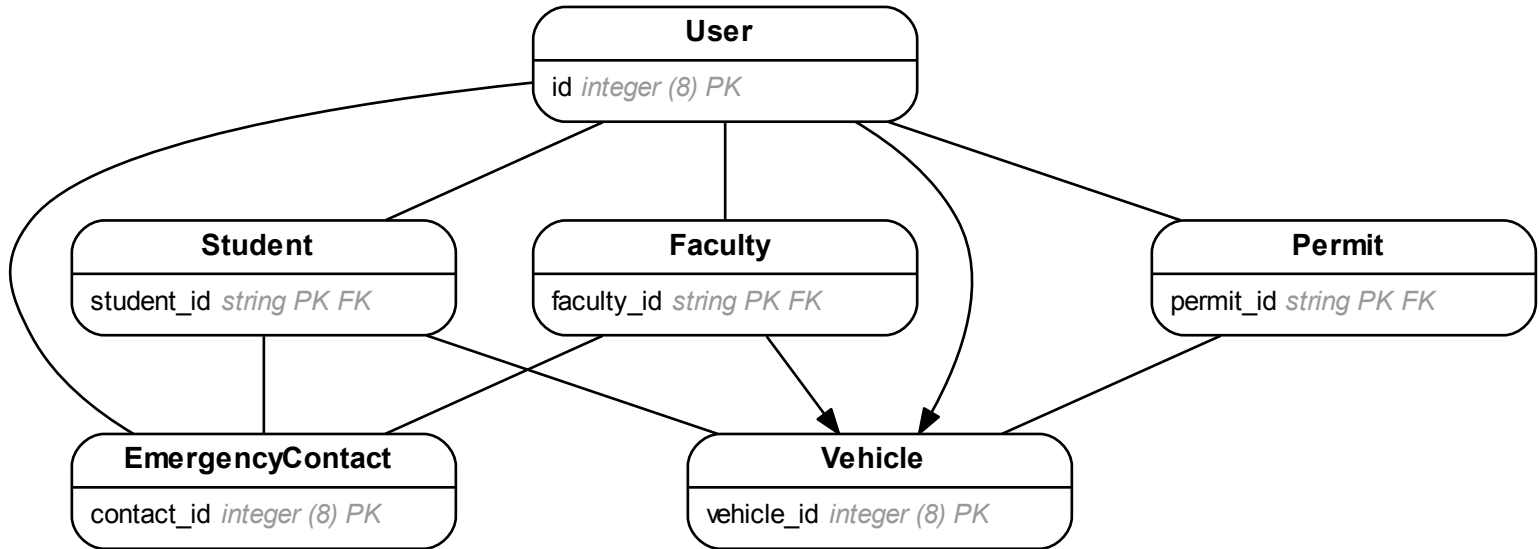 User
id integer (8) PK
Student
student_id string PK FK
Faculty
faculty_id string PK FK
Permit
permit_id string PK FK
EmergencyContact
contact_id integer (8) PK
Vehicle
vehicle_id integer (8) PK